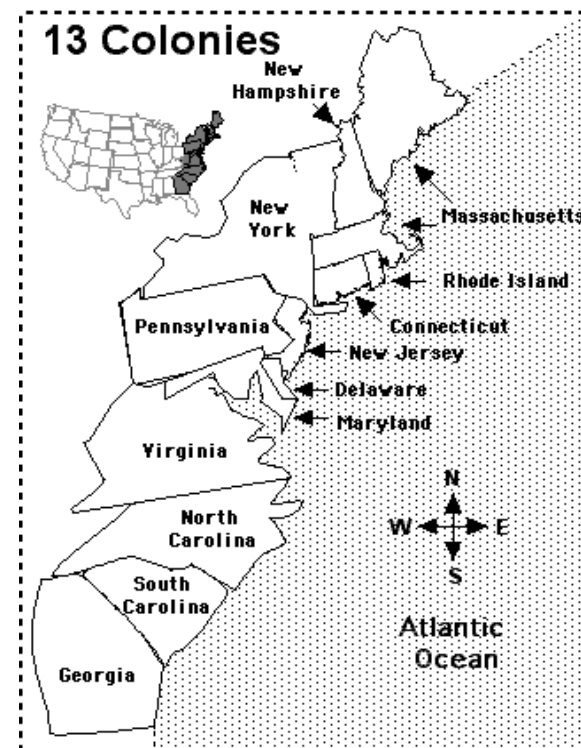 13 Colonies
New
Hampshire
New
York
Massachusetts
Rhode Island
Connecticut
Pennsylvania
New Jersey
Delaware
Maryland
Virginia
N
W E
S
North
Carolina
South
Carolina
Atlantic
Ocean
Georgia